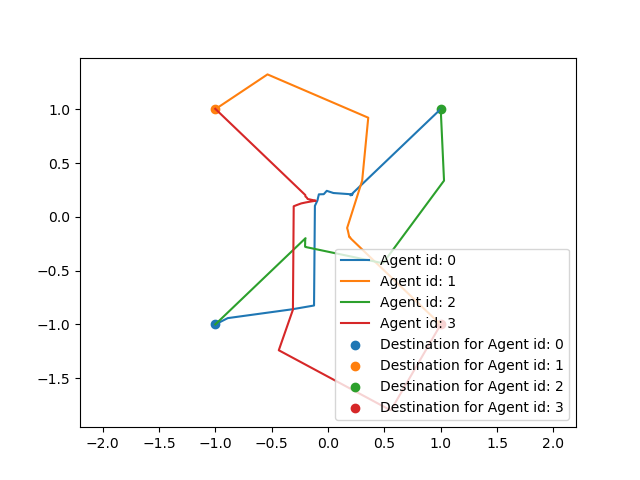 1.0
0.5
0.0
−0.5
−1.0
−1.5
Agent id: 0
Agent id: 1
Agent id: 2
Agent id: 3
Destination for Agent id: 0
Destination for Agent id: 1
Destination for Agent id: 2
Destination for Agent id: 3
−2.0 −1.5 −1.0 −0.5 0.0 0.5 1.0 1.5 2.0